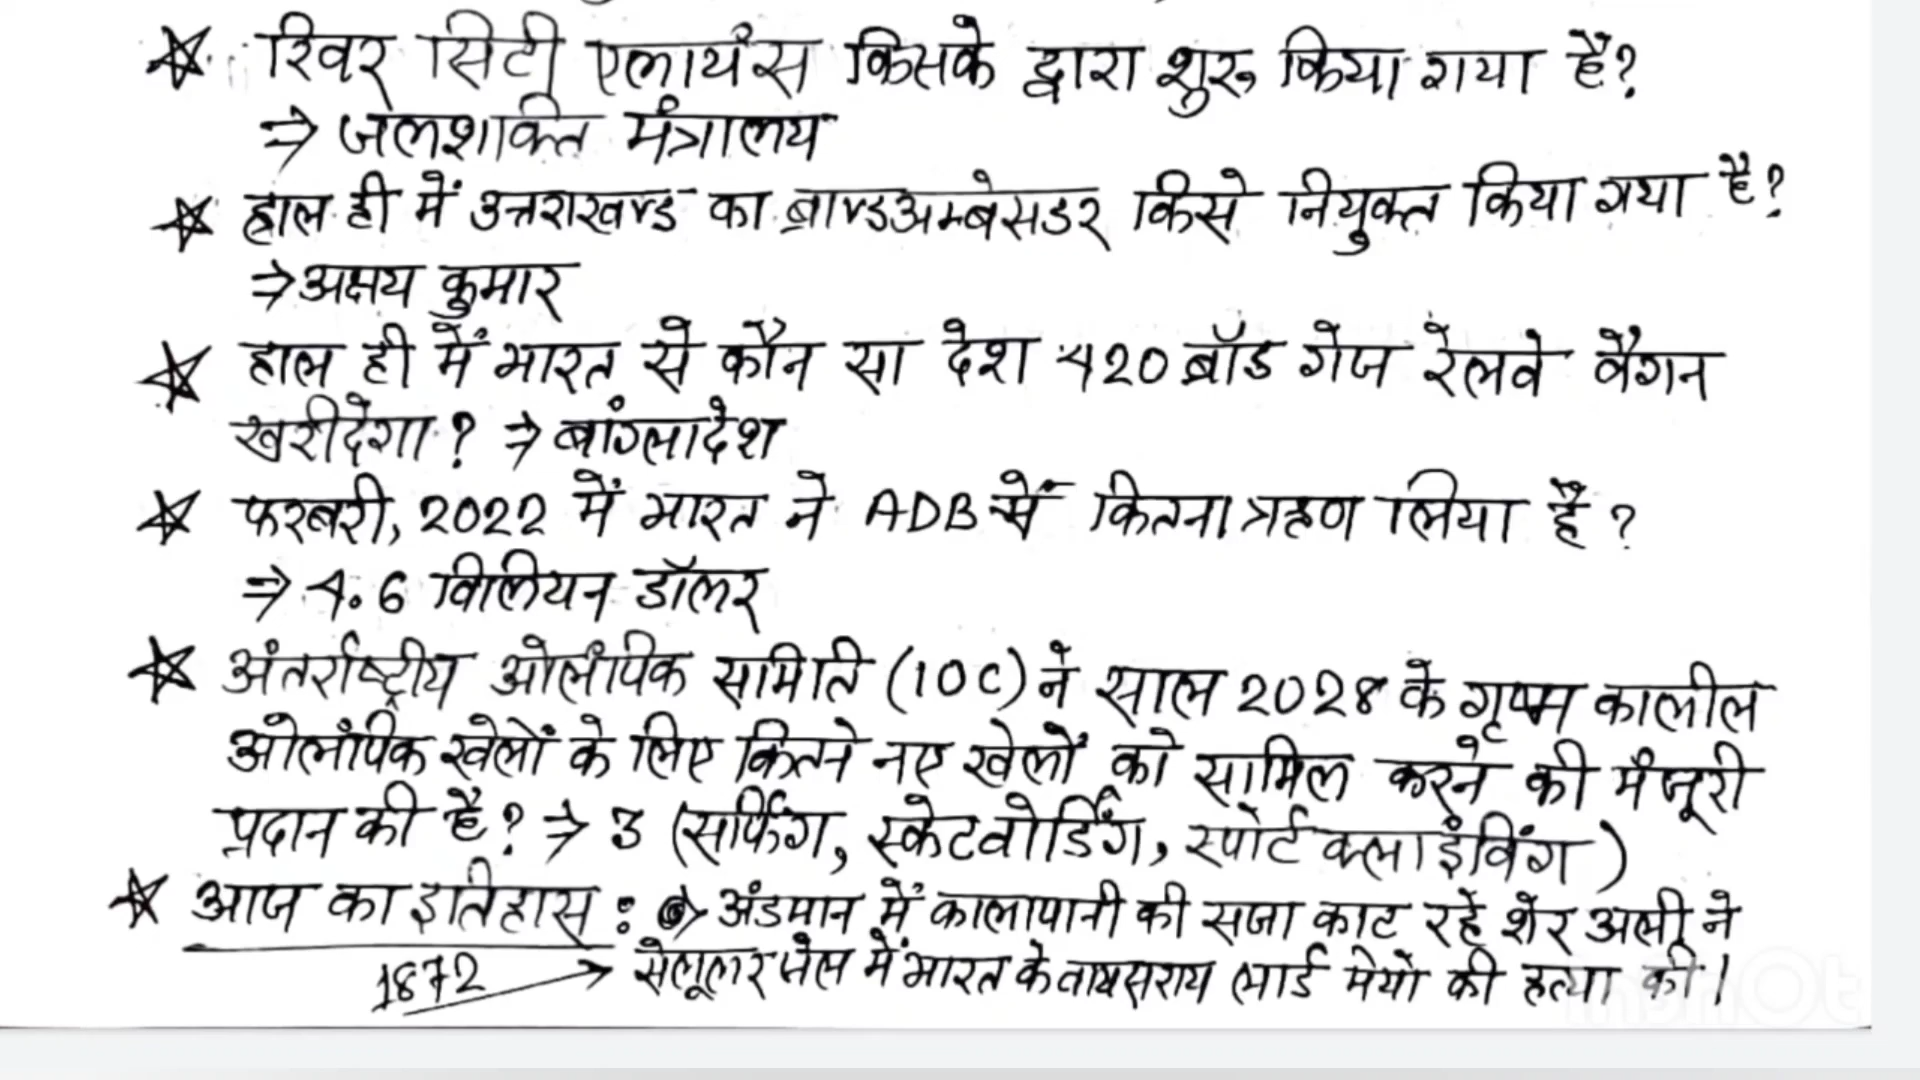 रिवर सिटी एलायंस किसके द्वारा शुरू किया गया है?
⇒ जलशक्ति मंत्रालय
हाल ही में उत्तराखण्ड का ब्राण्डअम्बेसडर किसे नियुक्त किया गया है?
⇒ अक्षय कुमार
हाल ही में भारत से कौन सा देश 420 ब्रॉड गेज रेलवे वैगन
खरीदेगा? ⇒ बांग्लादेश
फरबरी, 2022 में भारत ने ADB से कितना ऋण लिया है?
⇒ 4.6 विलियन डॉलर
अंतर्राष्ट्रीय ओलंपिक समिति (IOC) ने साल 2028 के गृष्म कालील
ओलंपिक खेलों के लिए कितने नए खेलों को सामिल करने की मंजूरी
प्रदान की है? ⇒ 3 (सर्फिंग, स्केटवोर्डिंग, स्पोर्ट क्लाइंविंग)
आज का इतिहास : ⇒ अंडमान में कालापानी की सजा काट रहे शेर अली ने
1872 → सेलूलर जेल में भारत के वायसराय लार्ड मेयो की हत्या की।